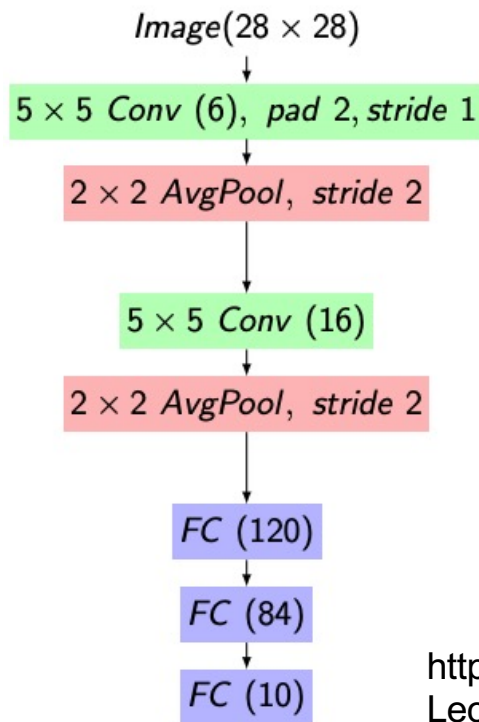 Image(28 × 28)
5 × 5 Conv (6), pad 2, stride 1
2 × 2 AvgPool, stride 2
5 × 5 Conv (16)
2 × 2 AvgPool, stride 2
FC (120)
FC (84)
FC (10)
http